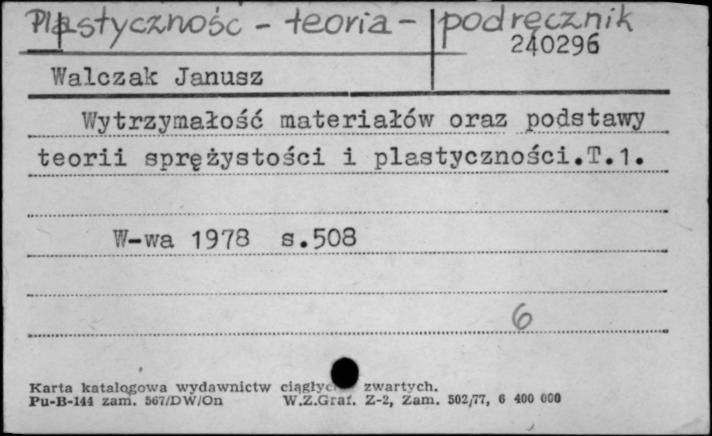 Plastyczność - teoria - podręcznik
240296
Walczak Janusz
Wytrzymałość materiałów oraz podstawy
teorii sprężystości i plastyczności.T.1.
W-wa 1978 s.508
6
Karta katalogowa wydawnictw zwartych.
Pu-B-144 zam. 567/DW/On W.Z.Graf. Z-2, Zam. 502/77, 6 400 000